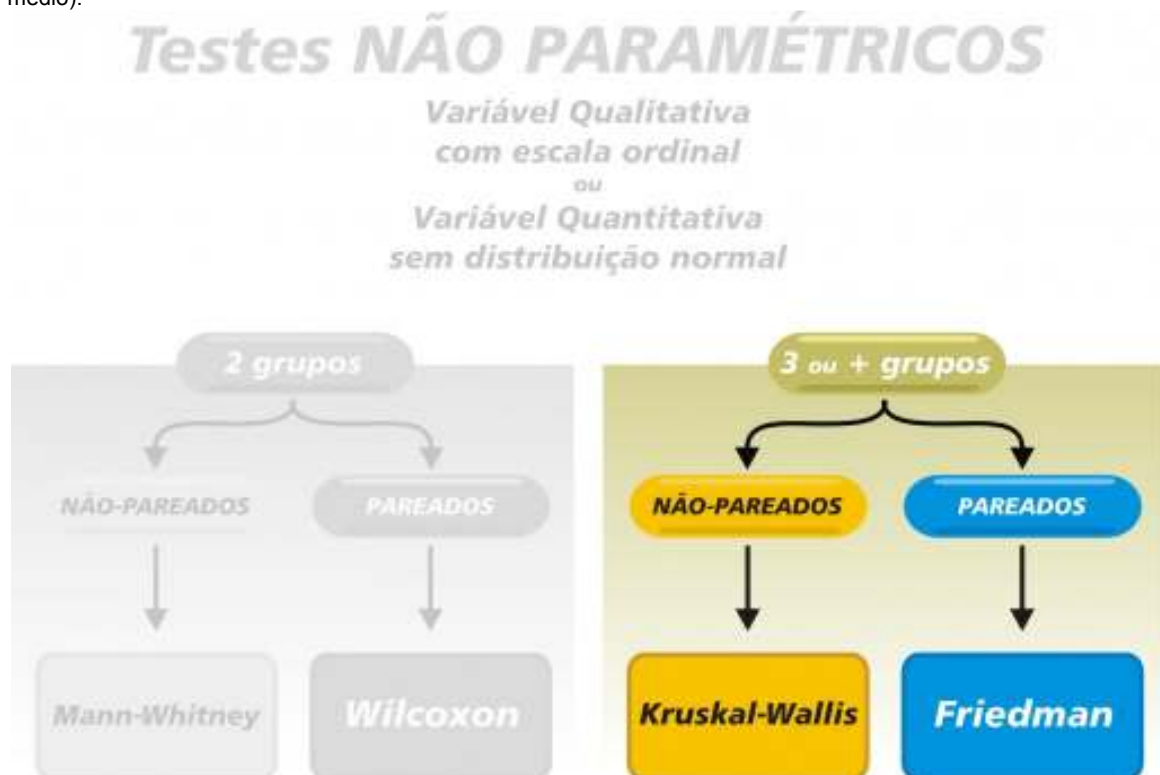 médio).
Testes NÃO PARAMÉTRICOS
Variável Qualitativa
com escala ordinal
ou
Variável Quantitativa
sem distribuição normal
2 grupos
3 ou + grupos
NÃO-PAREADOS
PAREADOS
NÃO-PAREADOS
PAREADOS
Mann-Whitney
Wilcoxon
Kruskal-Wallis
Friedman